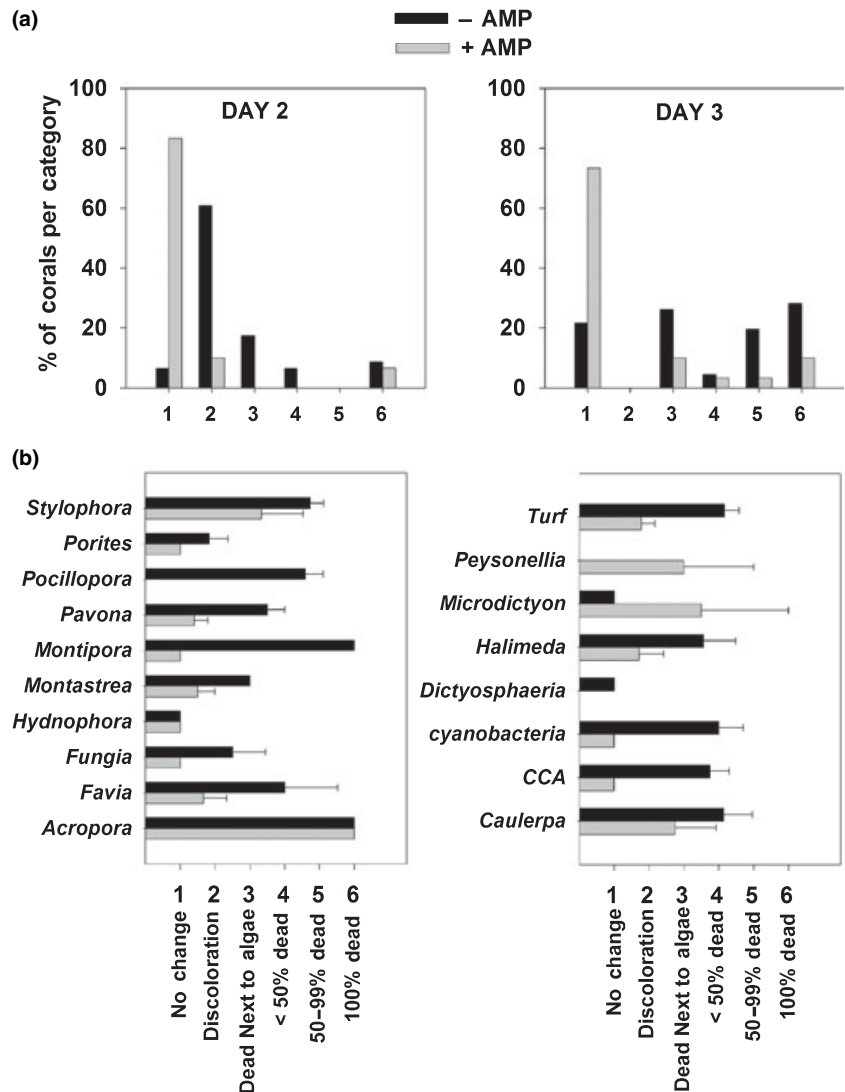 (a)
– AMP
+ AMP
% of corals per category
100
80
60
40
20
0
DAY 2
1 2 3 4 5 6
100
80
60
40
20
0
DAY 3
1 2 3 4 5 6
(b)
Stylophora
Porites
Pocillopora
Pavona
Montipora
Montastrea
Hydnophora
Fungia
Favia
Acropora
1 2 3 4 5 6
No change
Discoloration
Dead Next to algae
< 50% dead
50–99% dead
100% dead
Turf
Peysonellia
Microdictyon
Halimeda
Dictyosphaeria
cyanobacteria
CCA
Caulerpa
1 2 3 4 5 6
No change
Discoloration
Dead Next to algae
< 50% dead
50–99% dead
100% dead